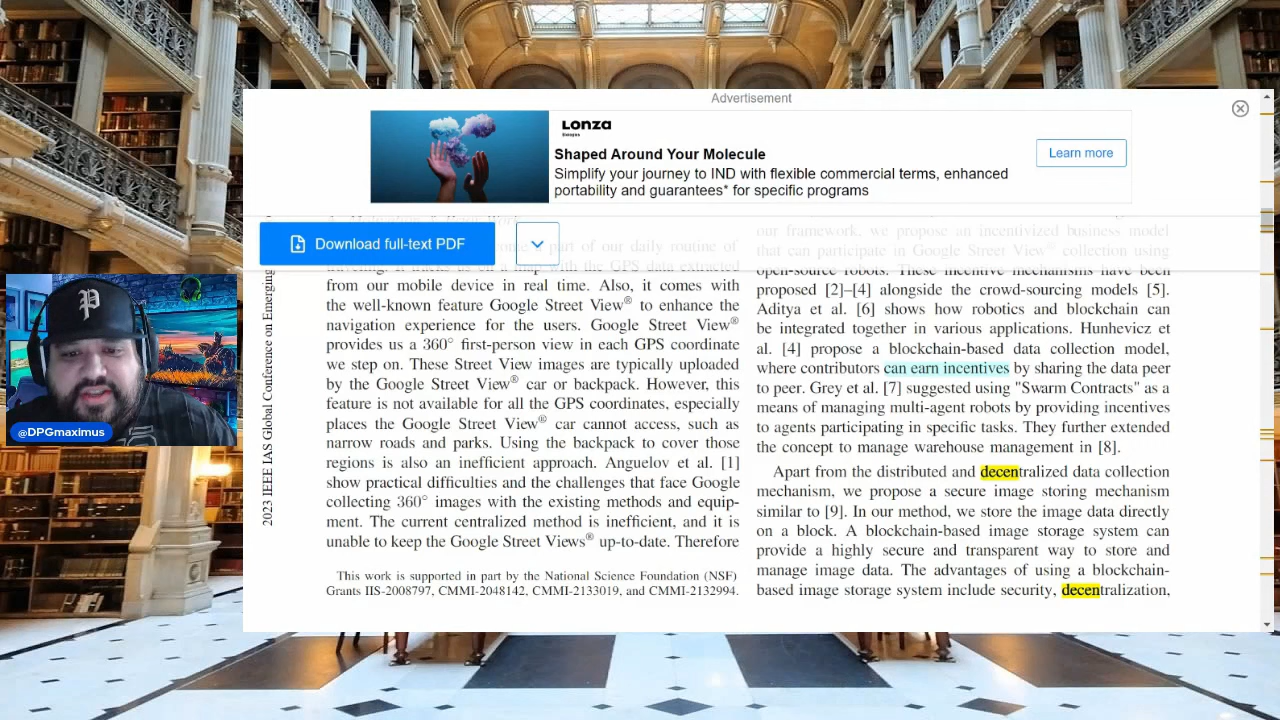 Advertisement
Lonza
Shaped Around Your Molecule
Simplify your journey to IND with flexible commercial terms, enhanced
portability and guarantees* for specific programs
Learn more
Download full-text PDF
part of our daily routine of
from our mobile device in real time. Also, it comes with
the well-known feature Google Street View® to enhance the
navigation experience for the users. Google Street View®
provides us a 360° first-person view in each GPS coordinate
we step on. These Street View images are typically uploaded
by the Google Street View® car or backpack. However, this
feature is not available for all the GPS coordinates, especially
places the Google Street View® car cannot access, such as
narrow roads and parks. Using the backpack to cover those
regions is also an inefficient approach. Anguelov et al. [1]
show practical difficulties and the challenges that face Google
collecting 360° images with the existing methods and equip-
ment. The current centralized method is inefficient, and it is
unable to keep the Google Street Views® up-to-date. Therefore
This work is supported in part by the National Science Foundation (NSF)
Grants IIS-2008797, CMMI-2048142, CMMI-2133019, and CMMI-2132994.
our framework, we propose an incentivized business model
that can participate in Google Street View® collection using
open-source robots. These incentive mechanisms have been
proposed [2]–[4] alongside the crowd-sourcing models [5].
Aditya et al. [6] shows how robotics and blockchain can
be integrated together in various applications. Hunhevicz et
al. [4] propose a blockchain-based data collection model,
where contributors can earn incentives by sharing the data peer
to peer. Grey et al. [7] suggested using "Swarm Contracts" as a
means of managing multi-agent robots by providing incentives
to agents participating in specific tasks. They further extended
the concept to manage warehouse management in [8].
Apart from the distributed and decentralized data collection
mechanism, we propose a secure image storing mechanism
similar to [9]. In our method, we store the image data directly
on a block. A blockchain-based image storage system can
provide a highly secure and transparent way to store and
manage image data. The advantages of using a blockchain-
based image storage system include security, decentralization,
2023 IEEE IAS Global Conference on Emerging
P
@DPGmaximus